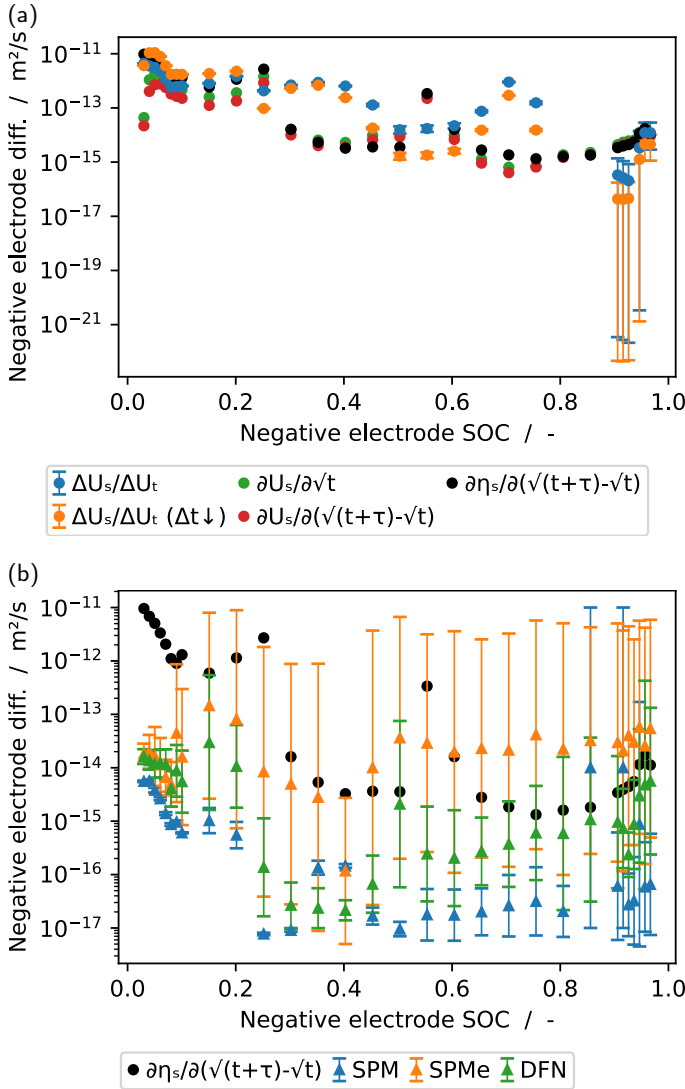 (a)
10⁻¹¹
10⁻¹³
10⁻¹⁵
10⁻¹⁷
10⁻¹⁹
10⁻²¹
Negative electrode diff. / m²/s
0.0 0.2 0.4 0.6 0.8 1.0
Negative electrode SOC / -
ΔUₛ/ΔUₜ ∂Uₛ/∂√t ∂ηₛ/∂(√(t+τ)-√t)
ΔUₛ/ΔUₜ (Δt↓) ∂Uₛ/∂(√(t+τ)-√t)
(b)
10⁻¹¹
10⁻¹²
10⁻¹³
10⁻¹⁴
10⁻¹⁵
10⁻¹⁶
10⁻¹⁷
Negative electrode diff. / m²/s
0.0 0.2 0.4 0.6 0.8 1.0
Negative electrode SOC / -
∂ηₛ/∂(√(t+τ)-√t) SPM SPMe DFN